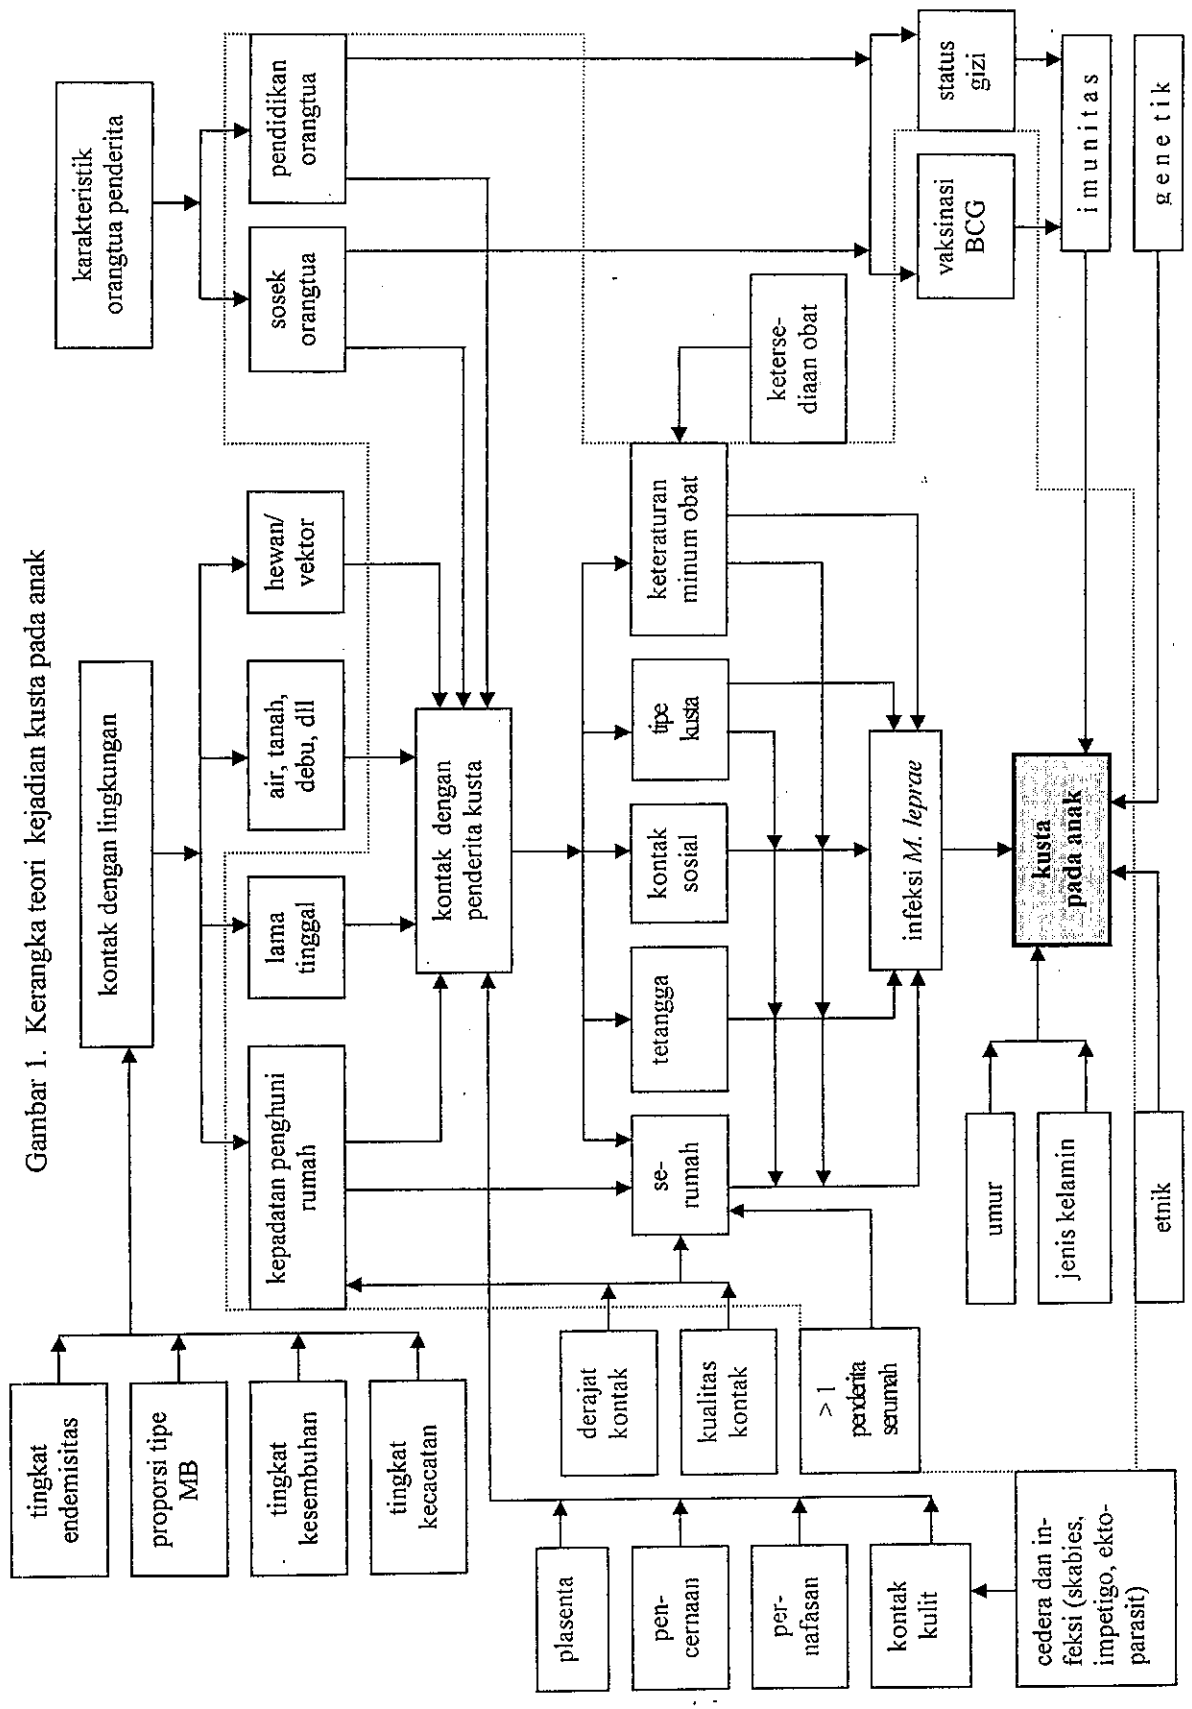 Gambar 1. Kerangka teori kejadian kusta pada anak
tingkat
endemisitas
proporsi tipe
MB
tingkat
kesembuhan
tingkat
kecacatan
kontak dengan lingkungan
karakteristik
orangtua penderita
kepadatan penghuni
rumah
lama
tinggal
air, tanah,
debu, dll
hewan/
vektor
sosek
orangtua
pendidikan
orangtua
kontak dengan
penderita kusta
plasenta
pen-
cernaan
per-
nafasan
kontak
kulit
cedera dan in-
feksi (skabies,
impetigo, ekto-
parasit)
derajat
kontak
kualitas
kontak
> 1
penderita
serumah
se-
rumah
tetangga
kontak
sosial
tipe
kusta
keteraturan
minum obat
keterse-
diaan obat
infeksi M. leprae
vaksinasi
BCG
status
gizi
umur
jenis kelamin
etnik
kusta
pada anak
imunitas
genetik